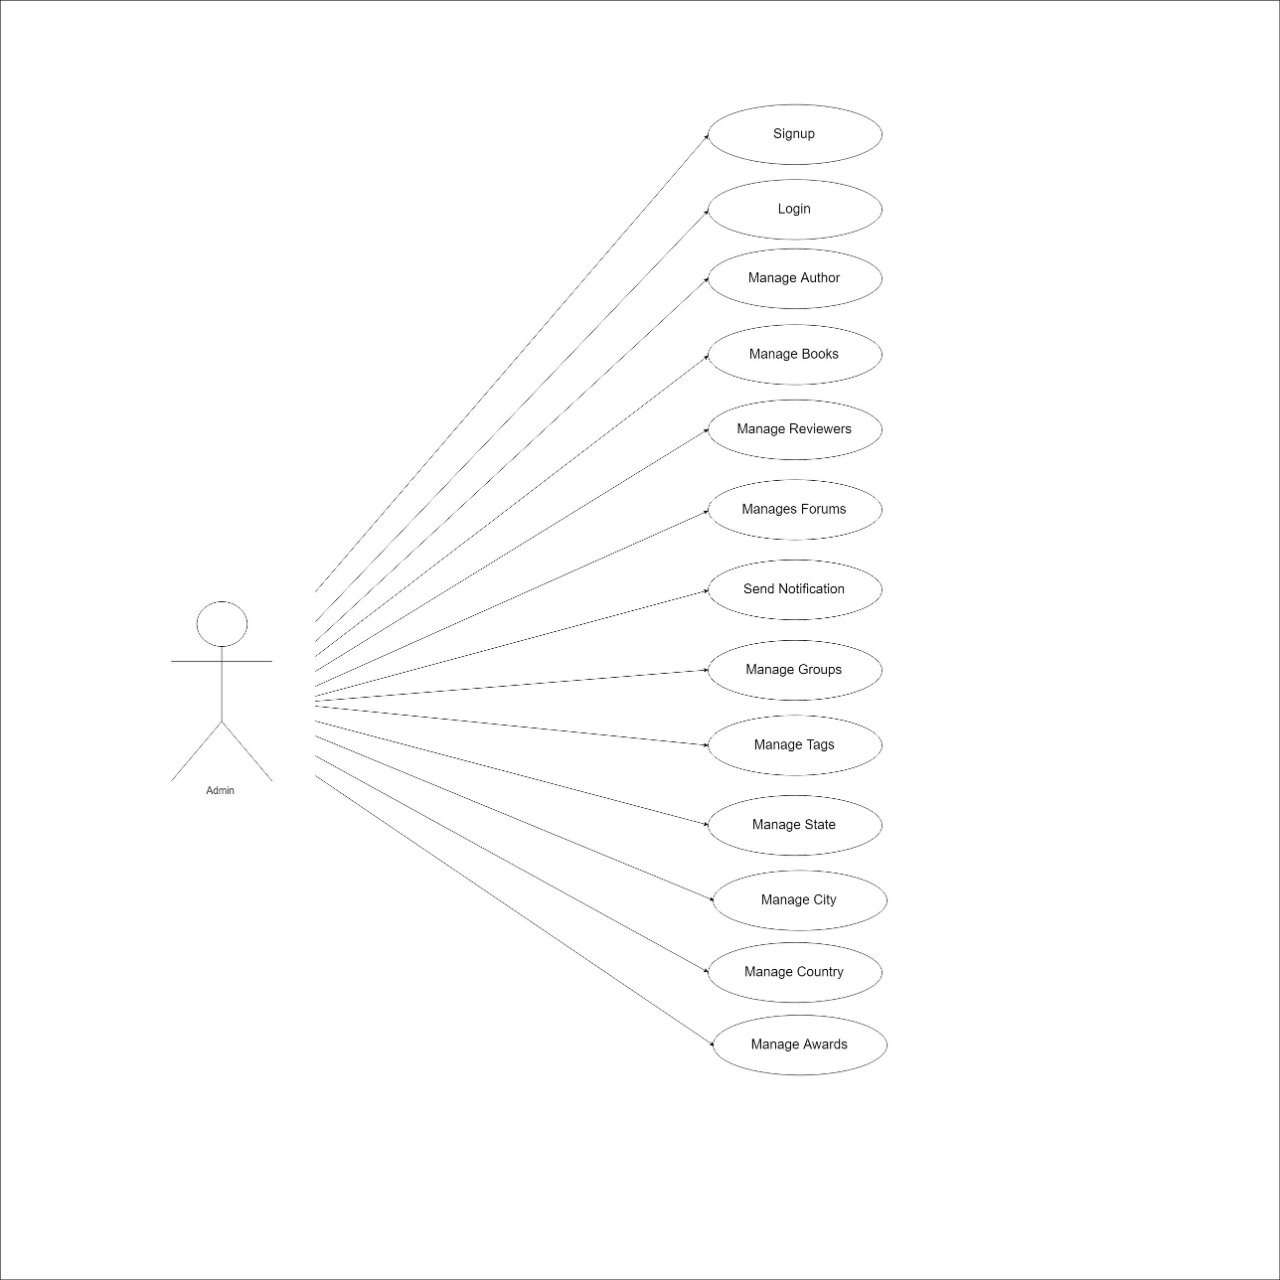 Signup
Login
Manage Author
Manage Books
Manage Reviewers
Manages Forums
Send Notification
Manage Groups
Manage Tags
Admin
Manage State
Manage City
Manage Country
Manage Awards